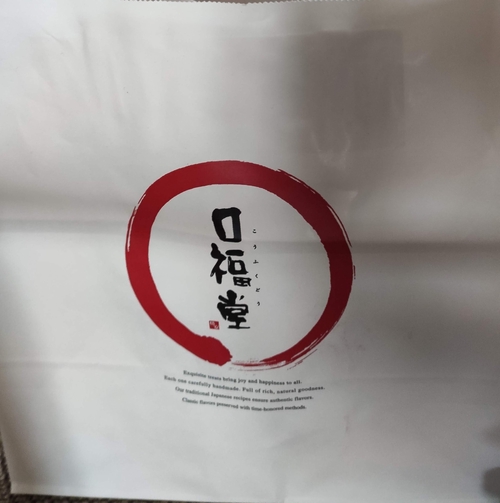 口福堂
こうふくどう
Exquisite treats bring joy and happiness to all.
Each one carefully handmade. Full of rich, natural goodness.
Our traditional Japanese recipes ensure authentic flavors.
Classic flavors preserved with time-honored methods.